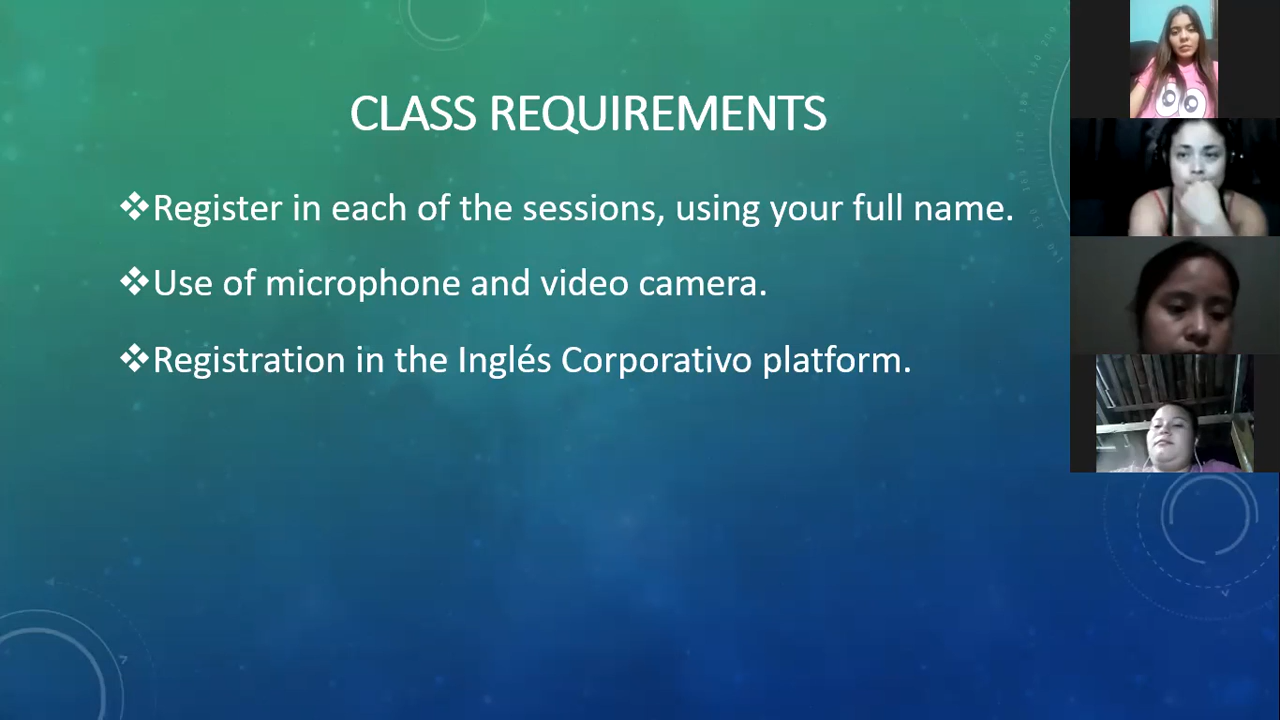 CLASS REQUIREMENTS
❖Register in each of the sessions, using your full name.
❖Use of microphone and video camera.
❖Registration in the Inglés Corporativo platform.